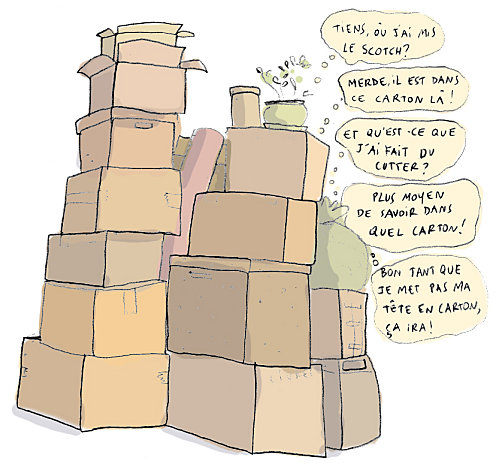 TIENS, OÙ J'AI MIS
LE SCOTCH?
MERDE, IL EST DANS
CE CARTON LÀ!
ET QU'EST-CE QUE
J'AI FAIT DU
CUTTER?
PLUS MOYEN
DE SAVOIR DANS
QUEL CARTON!
BON TANT QUE
JE MET PAS MA
TÊTE EN CARTON,
ÇA IRA!